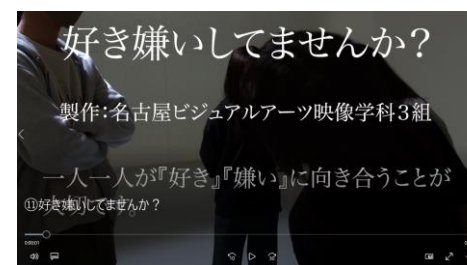 好き嫌いしてませんか?
製作:名古屋ビジュアルアーツ映像学科3組
一人一人が『好き』『嫌い』に向き合うことが
⑪好き嫌いしてませんか?